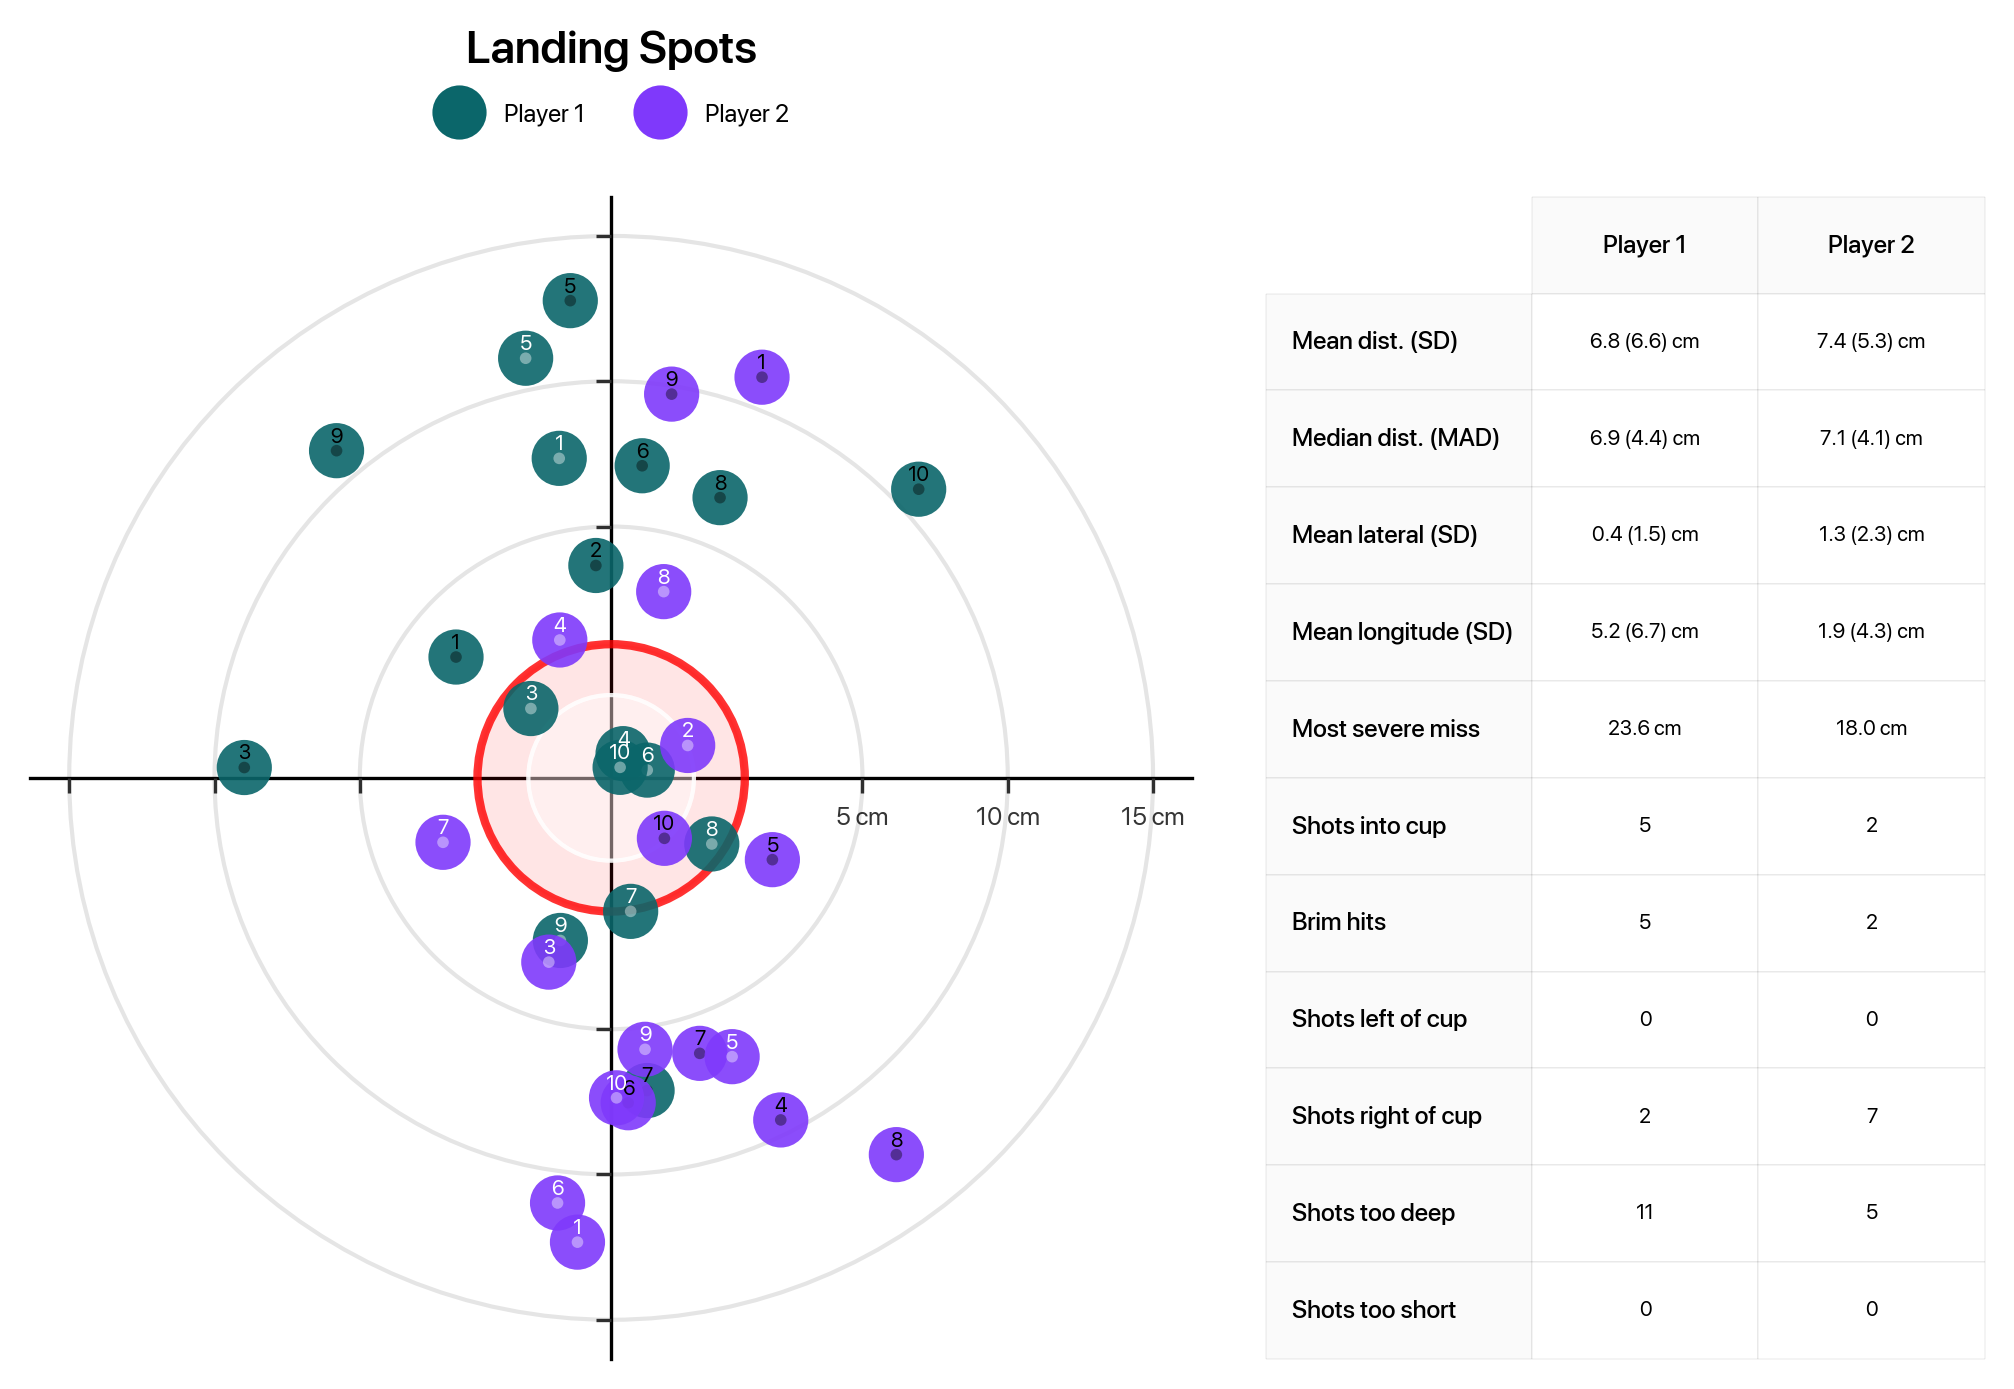 Landing Spots
Player 1 Player 2
5
5
1
9
9
1
6
8
10
2
8
4
1
3
4
2
10 6
3
5 cm 10 cm 15 cm
7
10
8
5
7
9
3
9
7
5
7
10
6
4
8
6
1
Player 1 Player 2
Mean dist. (SD) 6.8 (6.6) cm 7.4 (5.3) cm
Median dist. (MAD) 6.9 (4.4) cm 7.1 (4.1) cm
Mean lateral (SD) 0.4 (1.5) cm 1.3 (2.3) cm
Mean longitude (SD) 5.2 (6.7) cm 1.9 (4.3) cm
Most severe miss 23.6 cm 18.0 cm
Shots into cup 5 2
Brim hits 5 2
Shots left of cup 0 0
Shots right of cup 2 7
Shots too deep 11 5
Shots too short 0 0